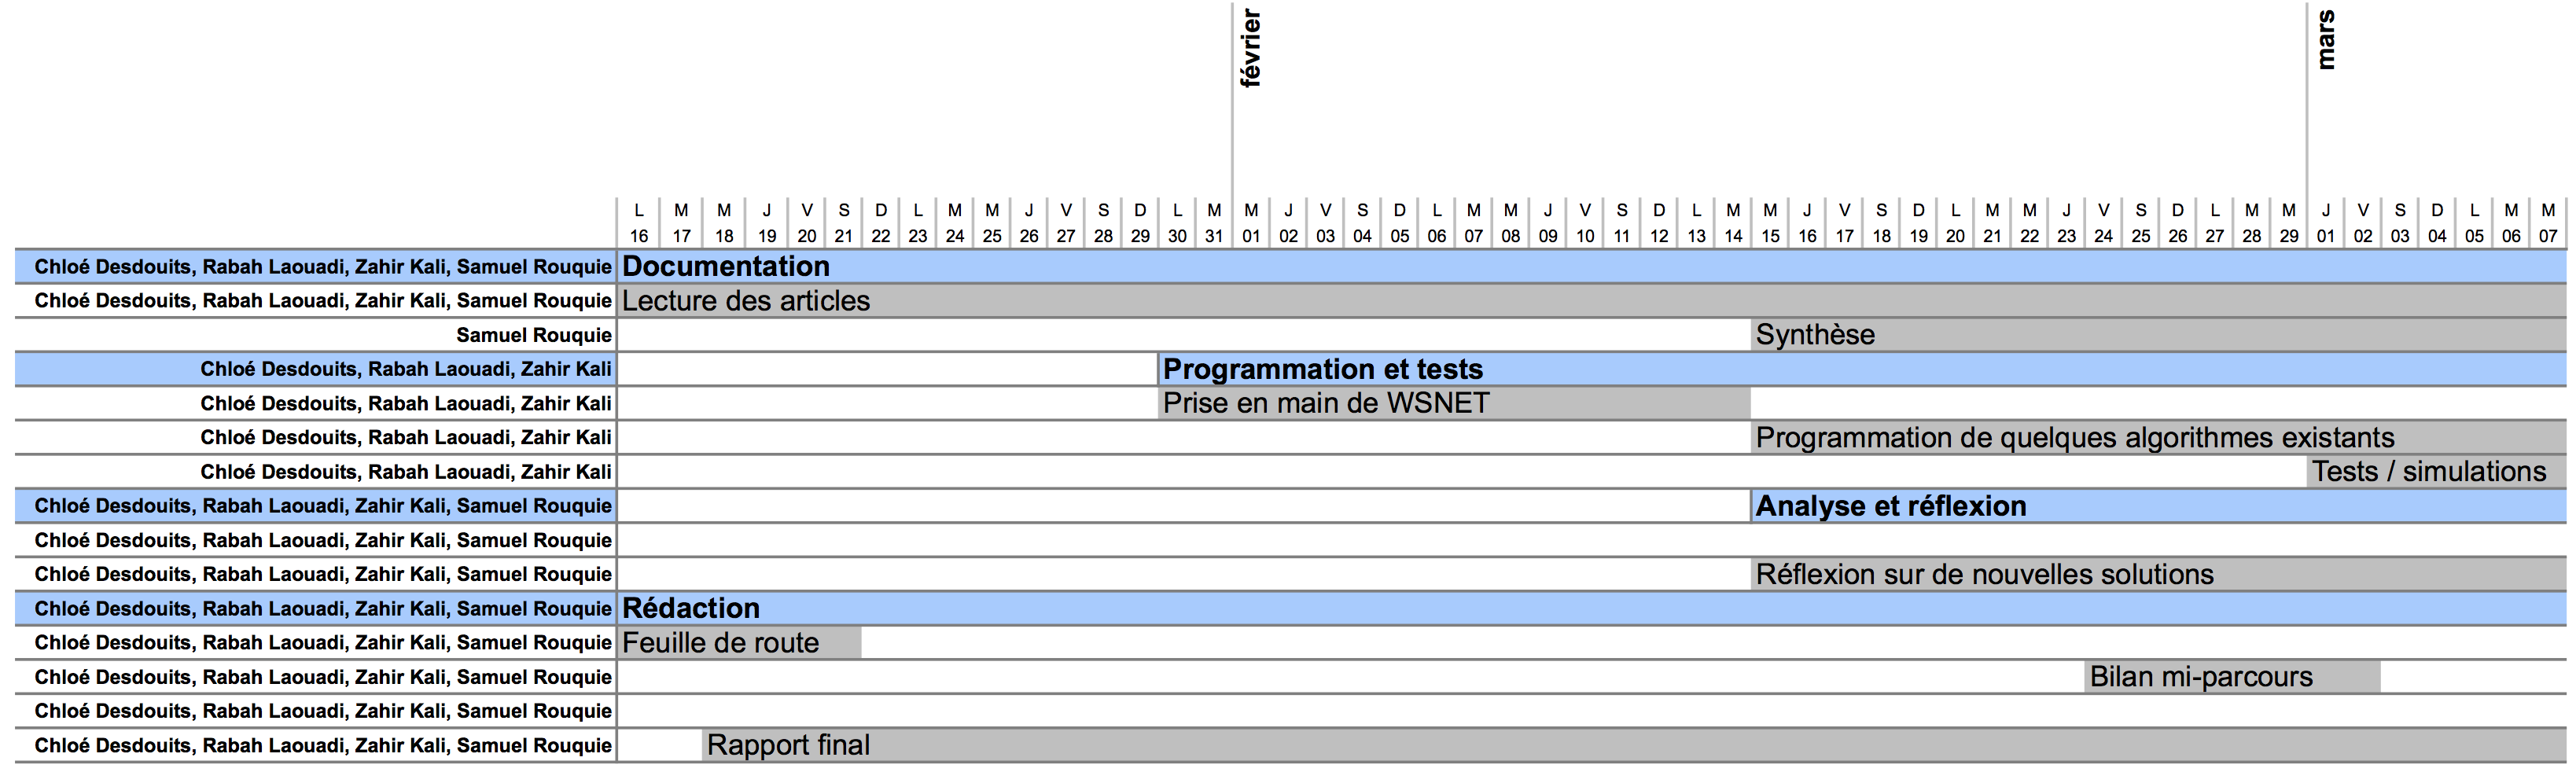 février
mars
L M M J V S D L M M J V S D L M M J V S D L M M J V S D L M M J V S D L M M J V S D L M M J V S D L M M
16 17 18 19 20 21 22 23 24 25 26 27 28 29 30 31 01 02 03 04 05 06 07 08 09 10 11 12 13 14 15 16 17 18 19 20 21 22 23 24 25 26 27 28 29 01 02 03 04 05 06 07
Chloé Desdouits, Rabah Laouadi, Zahir Kali, Samuel Rouquie Documentation
Chloé Desdouits, Rabah Laouadi, Zahir Kali, Samuel Rouquie Lecture des articles
Samuel Rouquie Synthèse
Chloé Desdouits, Rabah Laouadi, Zahir Kali Programmation et tests
Chloé Desdouits, Rabah Laouadi, Zahir Kali Prise en main de WSNET
Chloé Desdouits, Rabah Laouadi, Zahir Kali Programmation de quelques algorithmes existants
Chloé Desdouits, Rabah Laouadi, Zahir Kali Tests / simulations
Chloé Desdouits, Rabah Laouadi, Zahir Kali, Samuel Rouquie Analyse et réflexion
Chloé Desdouits, Rabah Laouadi, Zahir Kali, Samuel Rouquie
Chloé Desdouits, Rabah Laouadi, Zahir Kali, Samuel Rouquie Réflexion sur de nouvelles solutions
Chloé Desdouits, Rabah Laouadi, Zahir Kali, Samuel Rouquie Rédaction
Chloé Desdouits, Rabah Laouadi, Zahir Kali, Samuel Rouquie Feuille de route
Chloé Desdouits, Rabah Laouadi, Zahir Kali, Samuel Rouquie Bilan mi-parcours
Chloé Desdouits, Rabah Laouadi, Zahir Kali, Samuel Rouquie
Chloé Desdouits, Rabah Laouadi, Zahir Kali, Samuel Rouquie Rapport final